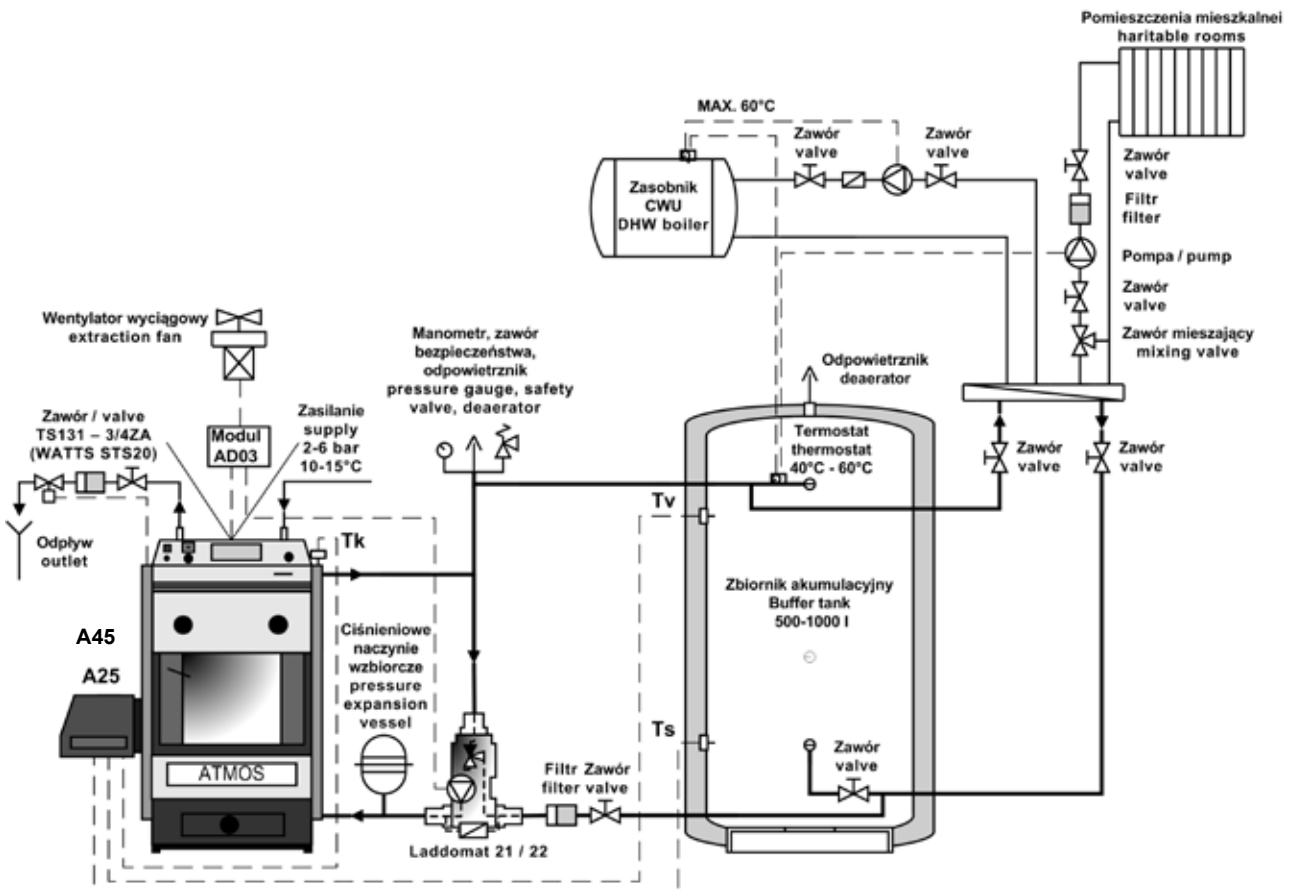 Pomieszczenia mieszkalnei
haritable rooms
MAX. 60°C
Zawór
valve
Zawór
valve
Zasobnik
CWU
DHW boiler
Zawór
valve
Filtr
filter
Pompa / pump
Zawór
valve
Zawór mieszający
mixing valve
Wentylator wyciągowy
extraction fan
Manometr, zawór
bezpieczeństwa,
odpowietrznik
pressure gauge, safety
valve, deaerator
Odpowietrznik
deaerator
Zawór / valve
TS131 – 3/4ZA
(WATTS STS20)
Modul
AD03
Zasilanie
supply
2-6 bar
10-15°C
Termostat
thermostat
40°C - 60°C
Zawór
valve
Zawór
valve
Tv
Odpływ
outlet
Tk
Zbiornik akumulacyjny
Buffer tank
500-1000 l
A45
A25
Ciśnieniowe
naczynie
wzbiorcze
pressure
expansion
vessel
Ts
Zawór
valve
ATMOS
Filtr Zawór
filter valve
Laddomat 21 / 22